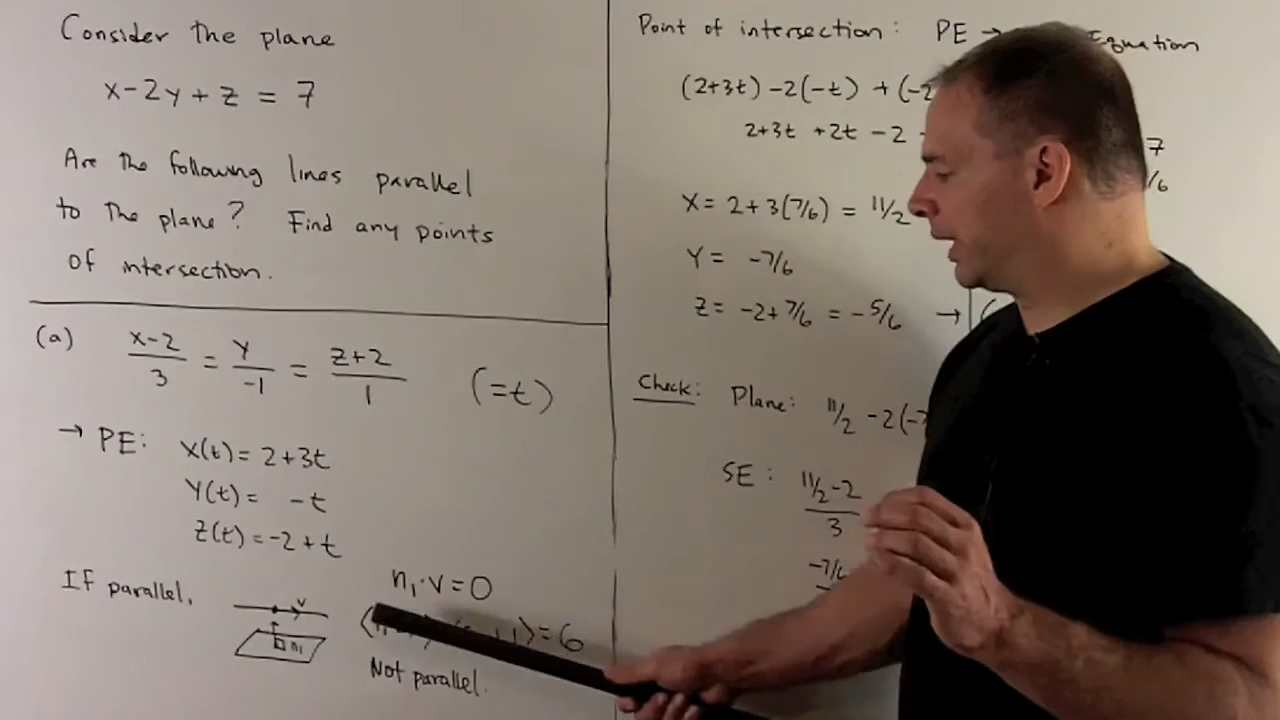 Consider the plane
x-2y+z = 7
Are the following lines parallel
to the plane? Find any points
of intersection.
(a) x-2/3 = y/-1 = z+2/1 (=t)
→ PE: x(t) = 2+3t
y(t) = -t
z(t) = -2+t
If parallel,
v
n₁
n₁·v = 0
⟩=6
Not parallel.
Point of intersection: PE → Equation
(2+3t) -2(-t) + (-2
2+3t +2t -2
7
/6
x = 2+3(7/6) = 11/2
y = -7/6
z = -2+7/6 = -5/6 → (
Check: Plane: 11/2 -2(-7
SE: 11/2-2/3
-7/6